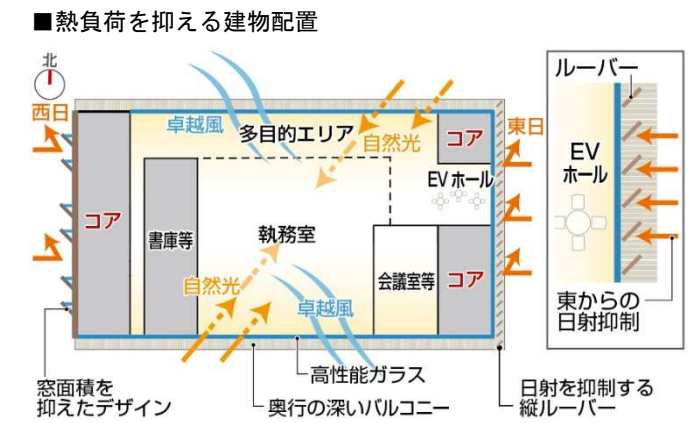 ■熱負荷を抑える建物配置
北
西日
卓越風
多目的エリア
自然光
コア
東日
EVホール
コア
書庫等
執務室
自然光
卓越風
会議室等
コア
窓面積を
抑えたデザイン
高性能ガラス
奥行の深いバルコニー
日射を抑制する
縦ルーバー
ルーバー
EV
ホール
東からの
日射抑制